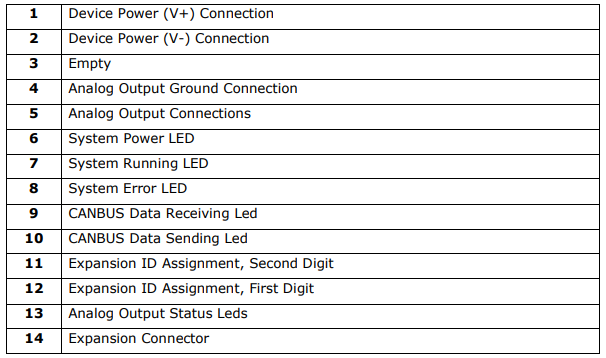 1 Device Power (V+) Connection
2 Device Power (V-) Connection
3 Empty
4 Analog Output Ground Connection
5 Analog Output Connections
6 System Power LED
7 System Running LED
8 System Error LED
9 CANBUS Data Receiving Led
10 CANBUS Data Sending Led
11 Expansion ID Assignment, Second Digit
12 Expansion ID Assignment, First Digit
13 Analog Output Status Leds
14 Expansion Connector